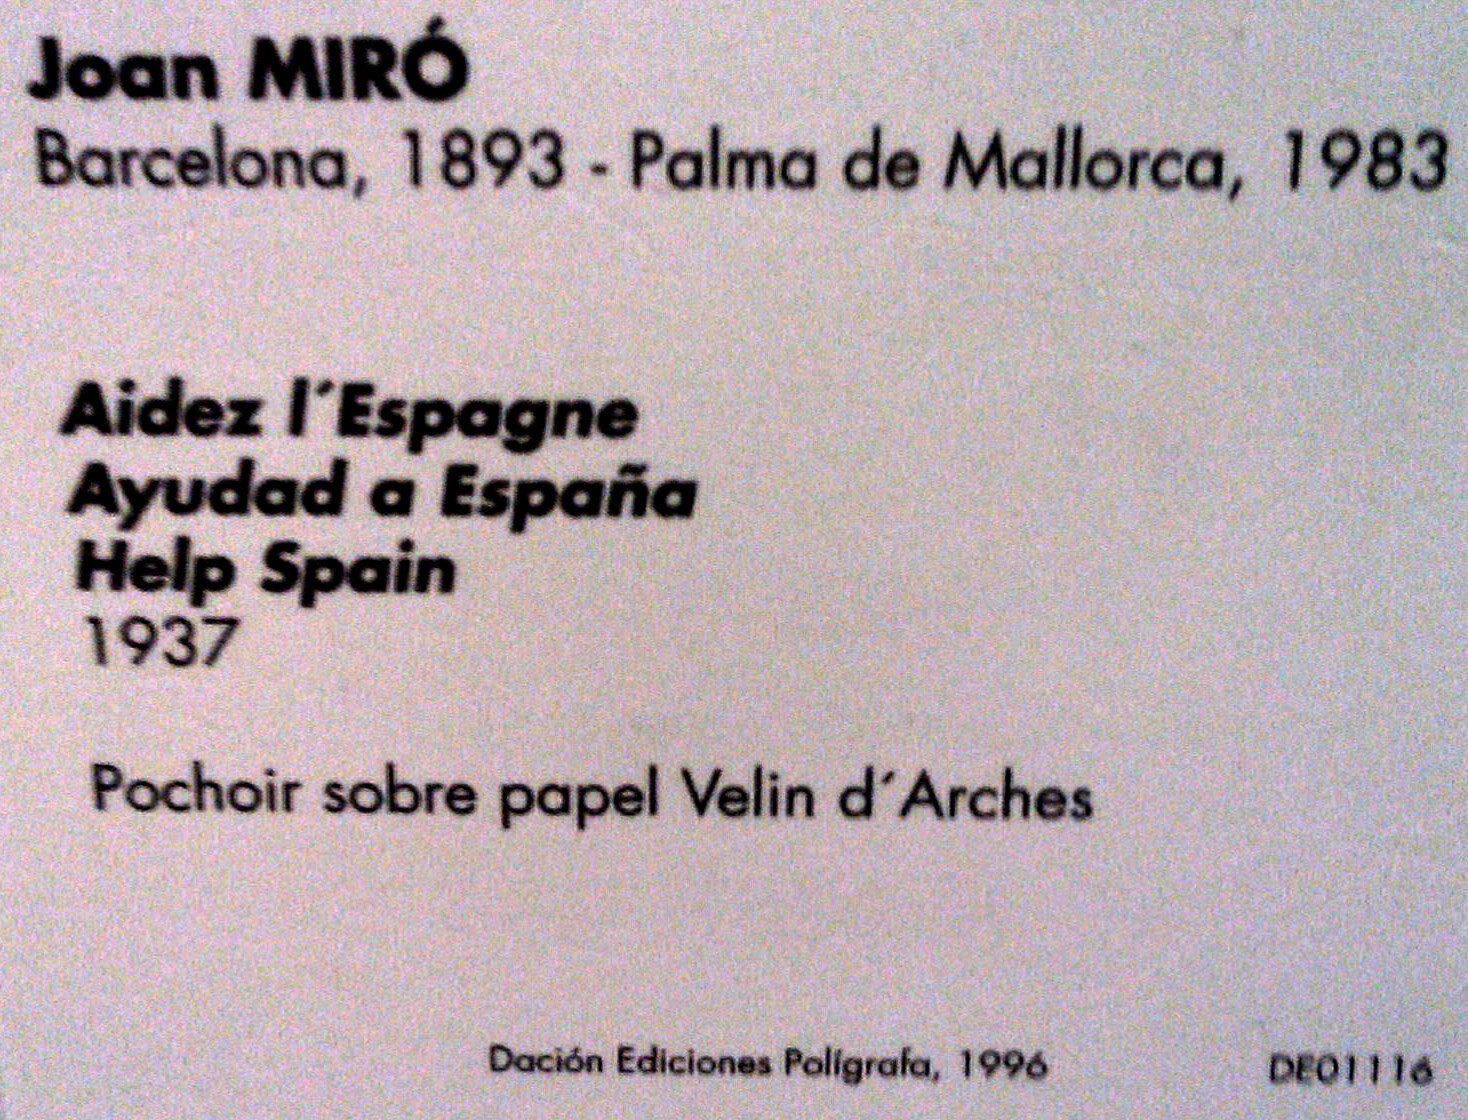 Joan MIRÓ
Barcelona, 1893 - Palma de Mallorca, 1983
Aidez l´Espagne
Ayudad a España
Help Spain
1937
Pochoir sobre papel Velin d´Arches
Dación Ediciones Polígrafa, 1996
DE01116